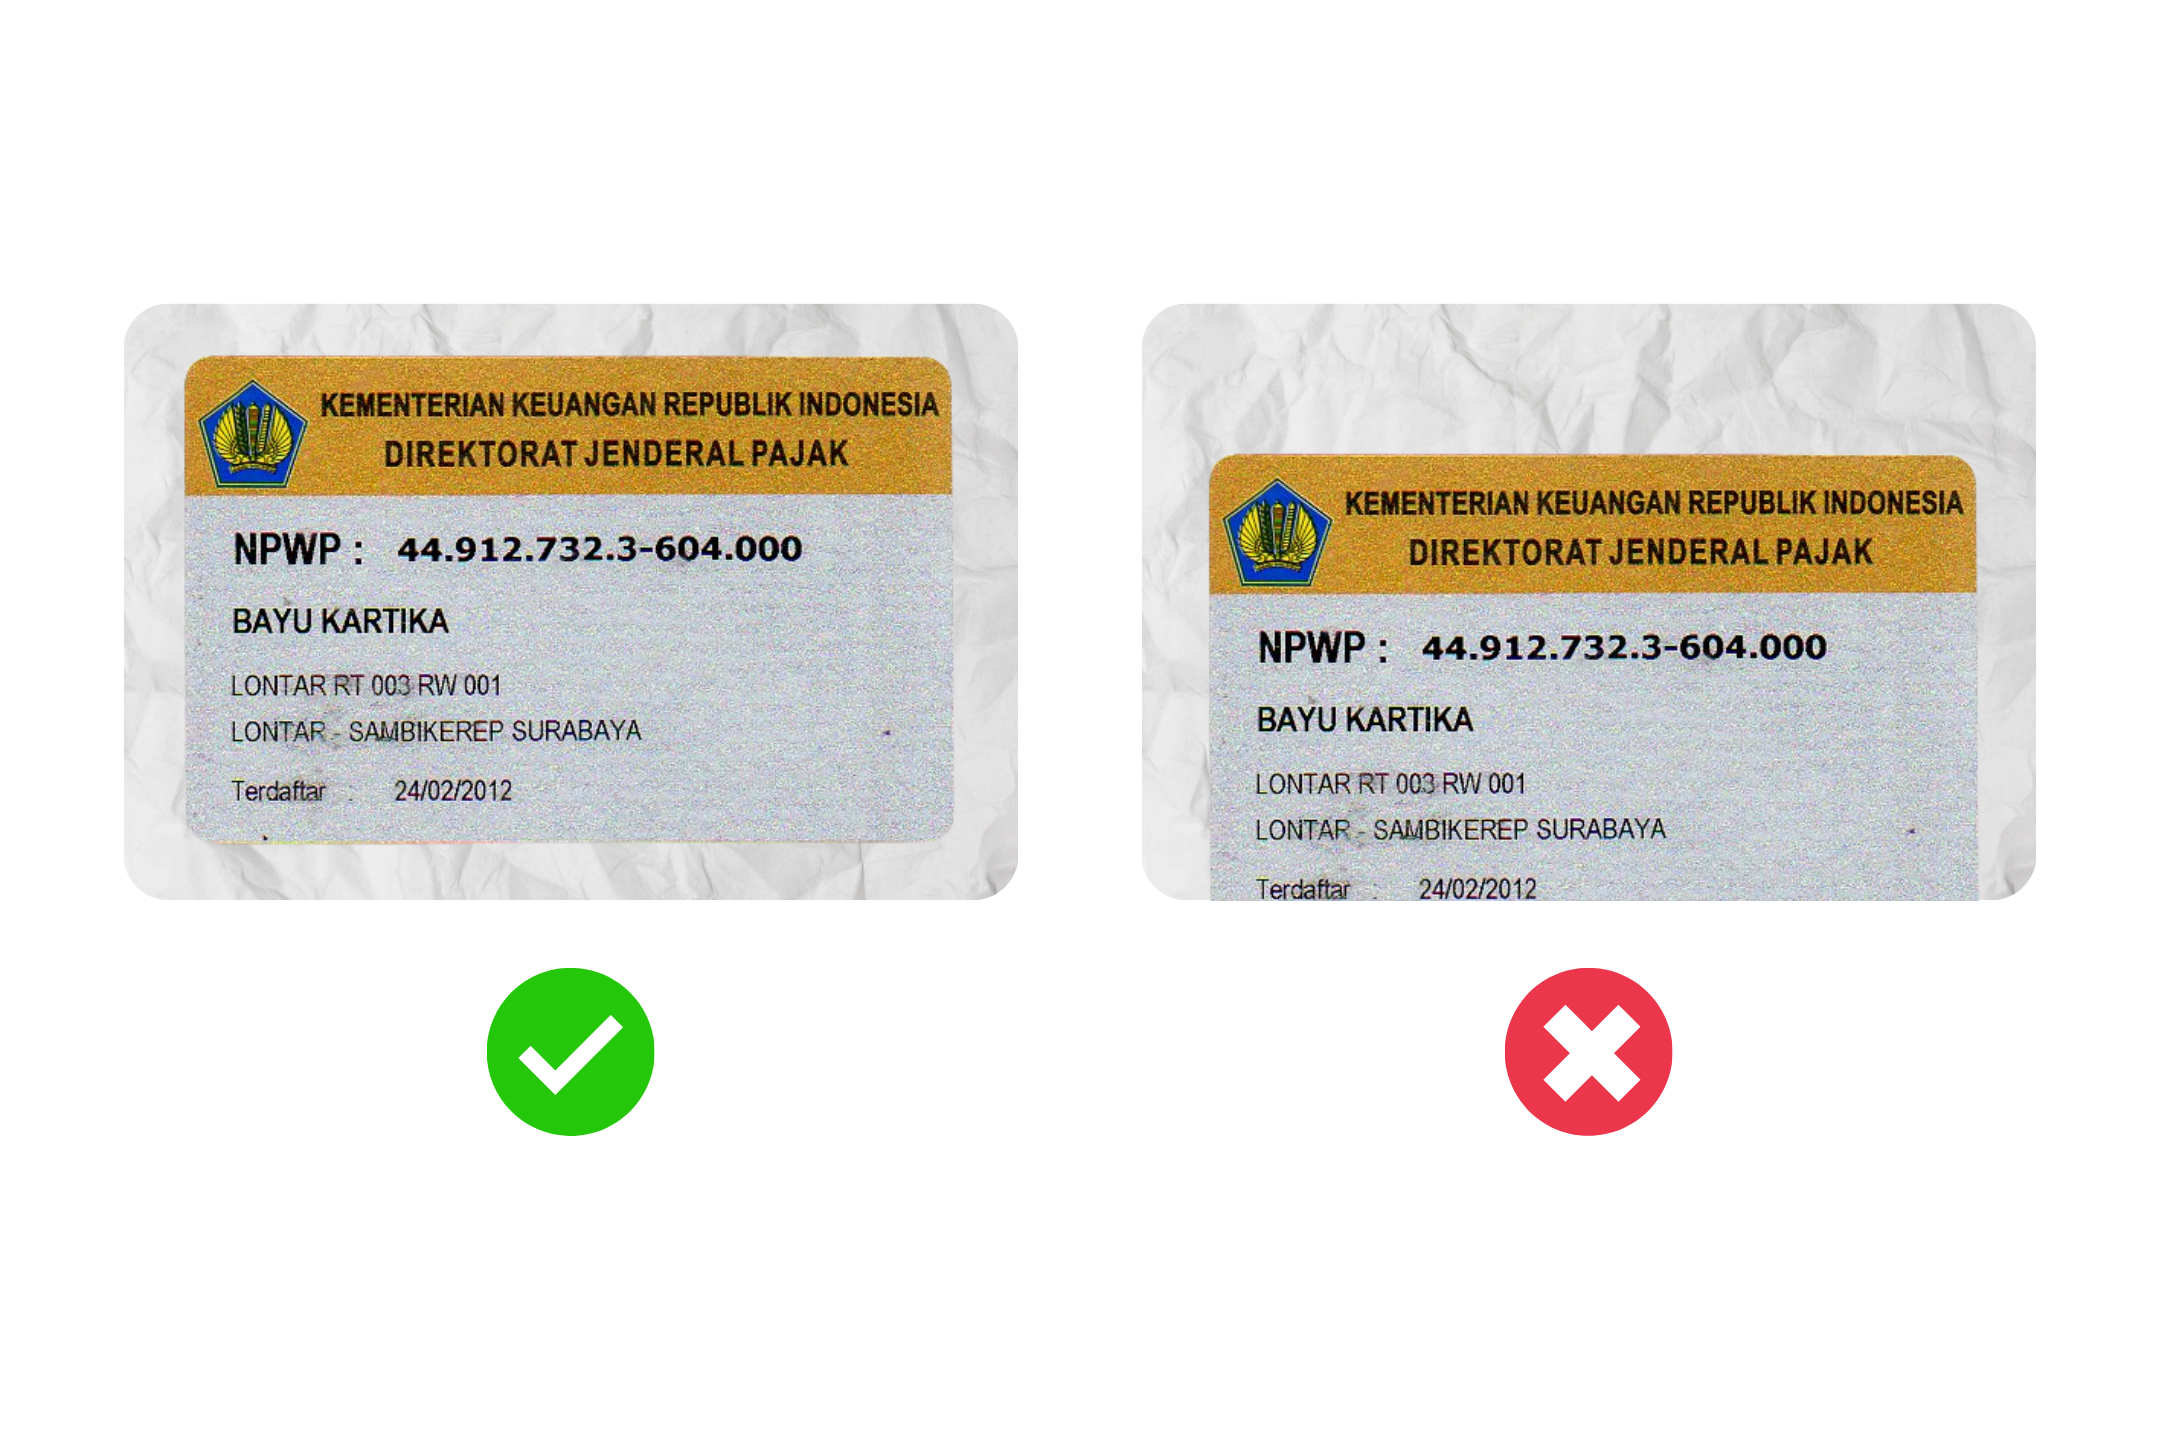 KEMENTERIAN KEUANGAN REPUBLIK INDONESIA
DIREKTORAT JENDERAL PAJAK
NPWP : 44.912.732.3-604.000
BAYU KARTIKA
LONTAR RT 003 RW 001
LONTAR - SAMBIKEREP SURABAYA
Terdaftar : 24/02/2012
KEMENTERIAN KEUANGAN REPUBLIK INDONESIA
DIREKTORAT JENDERAL PAJAK
NPWP : 44.912.732.3-604.000
BAYU KARTIKA
LONTAR RT 003 RW 001
LONTAR - SAMBIKEREP SURABAYA
Terdaftar : 24/02/2012